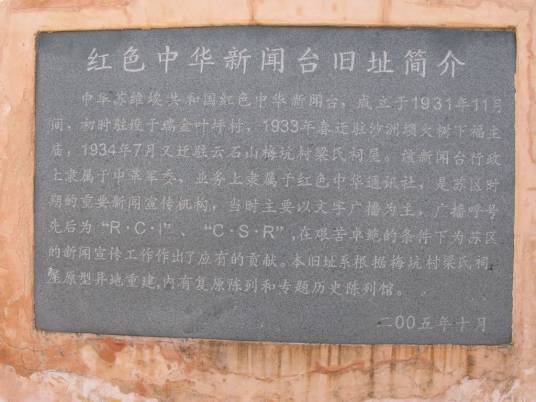 红色中华新闻台旧址简介
中华苏维埃共和国红色中华新闻台，成立于1931年11月
间、初时驻瑾于瑞金叶坪村，1933年春迁驻沙洲坝大树下福主
庙，1934年7月又迁驻云石山梅坑村梁氏祠屋。该新闻台行政
上隶属于中革军委、业务上隶属于红色中华通讯社，是苏区时
期的重要新闻宣传机构，当时主要以文字广播为主，广播呼号
先后为“R·C·I”、“C·S·R”，在艰苦卓绝的条件下为苏区
的新闻宣传工作作出了应有的贡献。本旧址系根据梅坑村梁氏祠
屋原型异地重建，内有复原陈列和专题历史陈列馆。
二00五年十月